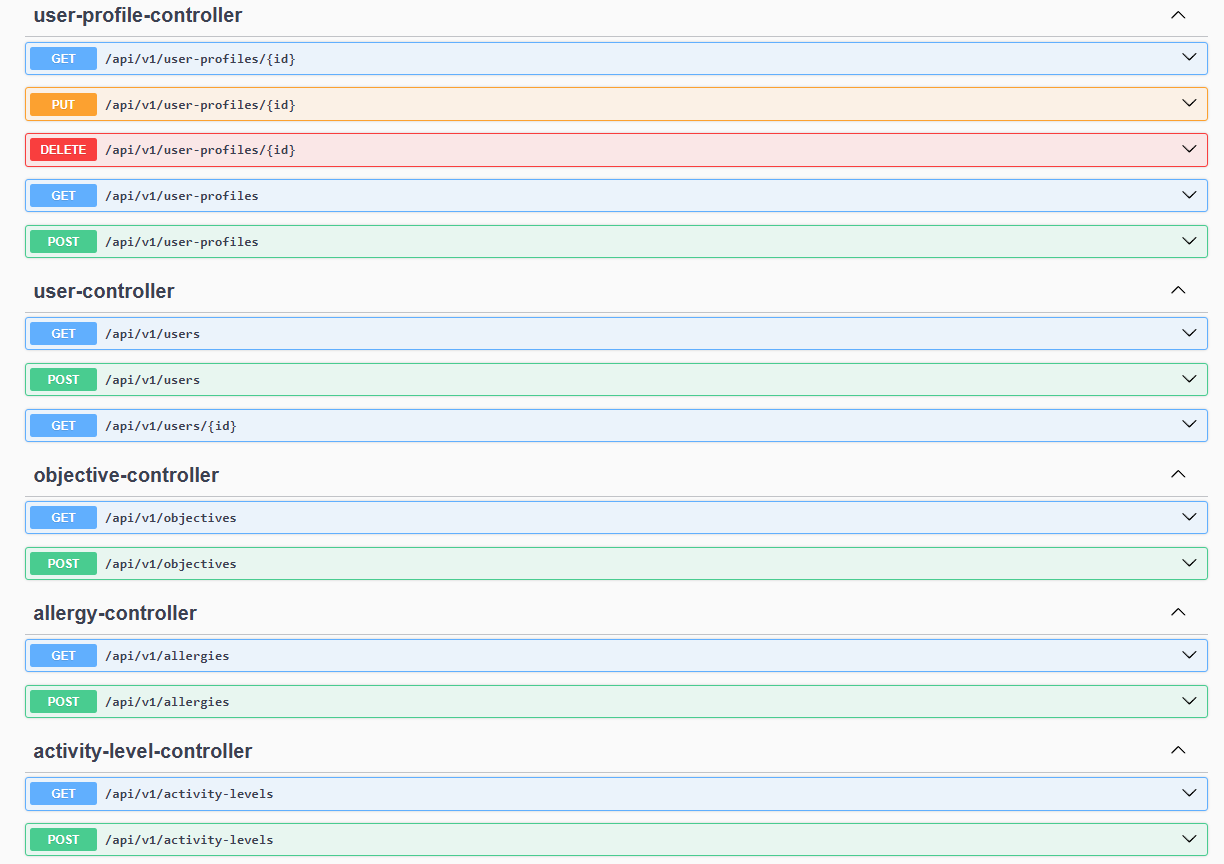 user-profile-controller
GET /api/v1/user-profiles/{id}
PUT /api/v1/user-profiles/{id}
DELETE /api/v1/user-profiles/{id}
GET /api/v1/user-profiles
POST /api/v1/user-profiles
user-controller
GET /api/v1/users
POST /api/v1/users
GET /api/v1/users/{id}
objective-controller
GET /api/v1/objectives
POST /api/v1/objectives
allergy-controller
GET /api/v1/allergies
POST /api/v1/allergies
activity-level-controller
GET /api/v1/activity-levels
POST /api/v1/activity-levels